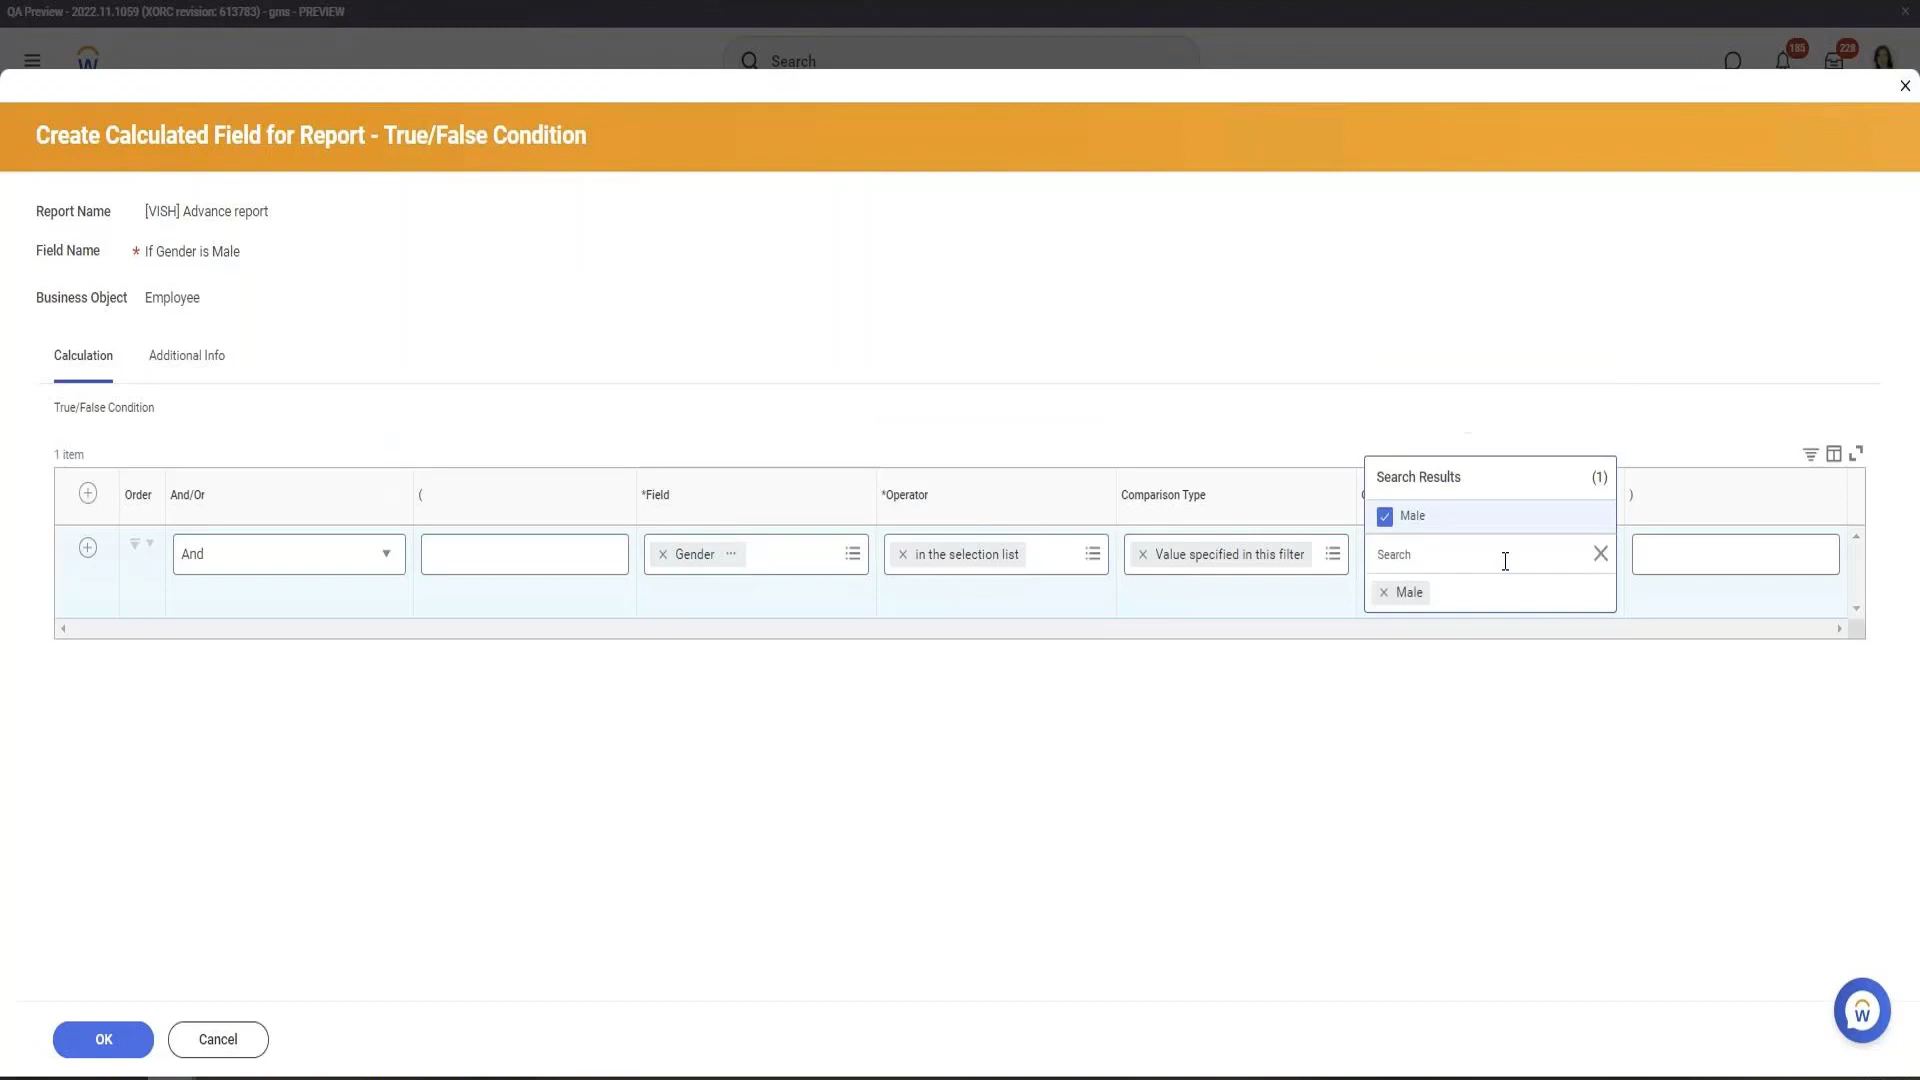 QA Preview - 2022.11.1059 (XORC revision: 613783) - gms - PREVIEW
Search
185
228
Create Calculated Field for Report - True/False Condition
Report Name [VISH] Advance report
Field Name * If Gender is Male
Business Object Employee
Calculation Additional Info
True/False Condition
1 item
Search Results (1)
Order And/Or ( *Field *Operator Comparison Type )
Male
And Gender in the selection list Value specified in this filter Search
Male
OK Cancel